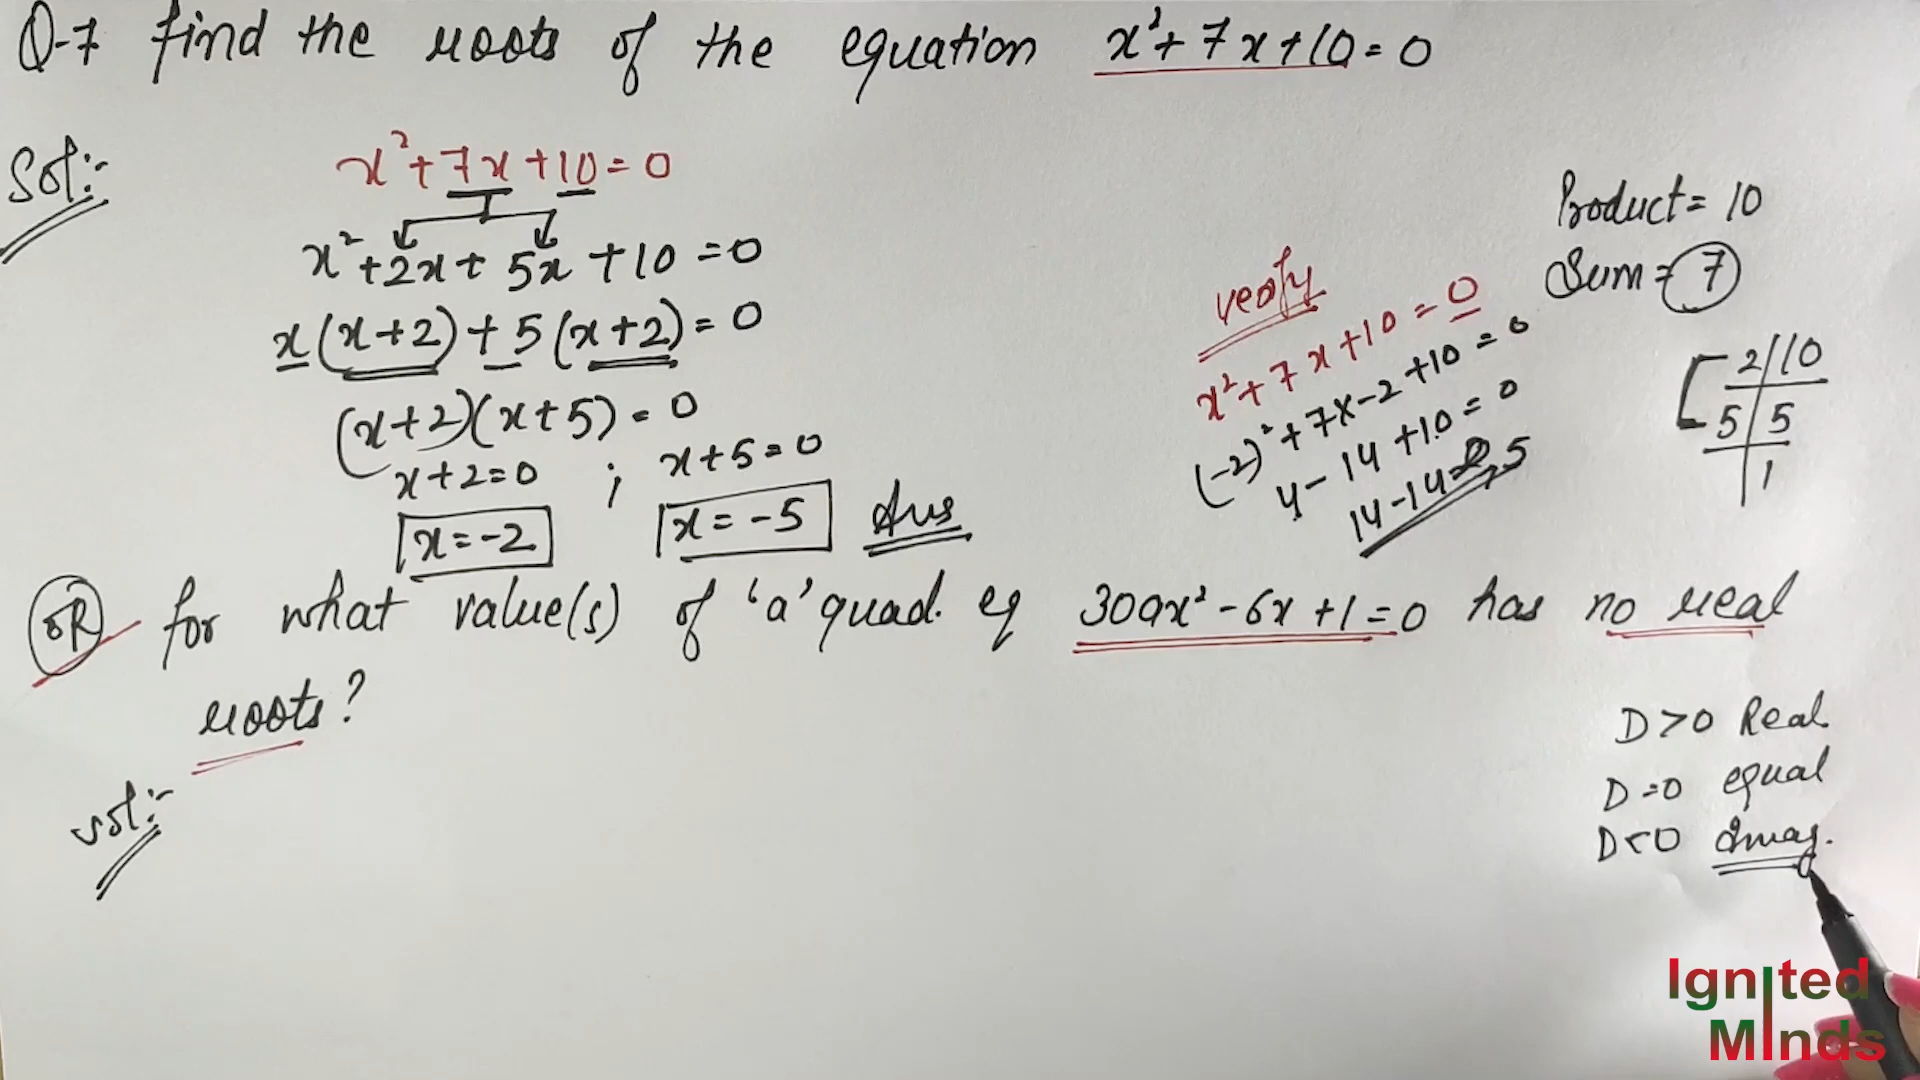 Q-7 find the roots of the equation x²+7x+10=0
Sol:-
x²+7x+10=0
x²+2x+5x+10=0
x(x+2)+5(x+2)=0
(x+2)(x+5)=0
x+2=0 ; x+5=0
x=-2 x=-5 Ans
Product=10
Sum=7
2|10
5|5
|1
verify
x²+7x+10=0
(-2)²+7×-2+10=0
4-14+10=0
OR for what value(s) of 'a' quad. eq 30ax²-6x+1=0 has no real
roots?
Sol:-
D>0 Real
D=0 equal
D<0 Imag.
Ignited
Minds